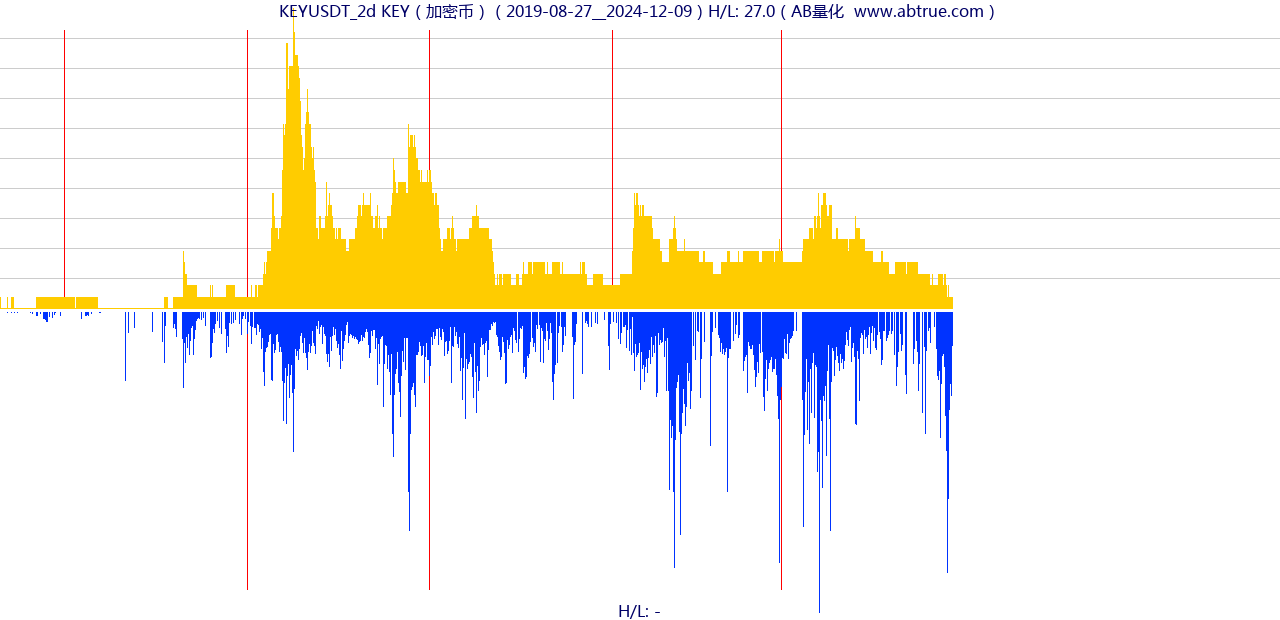 KEYUSDT_2d KEY ( 加密币 ) ( 2019-08-27__2024-12-09 ) H/L: 27.0 ( AB量化  www.abtrue.com )
H/L: -